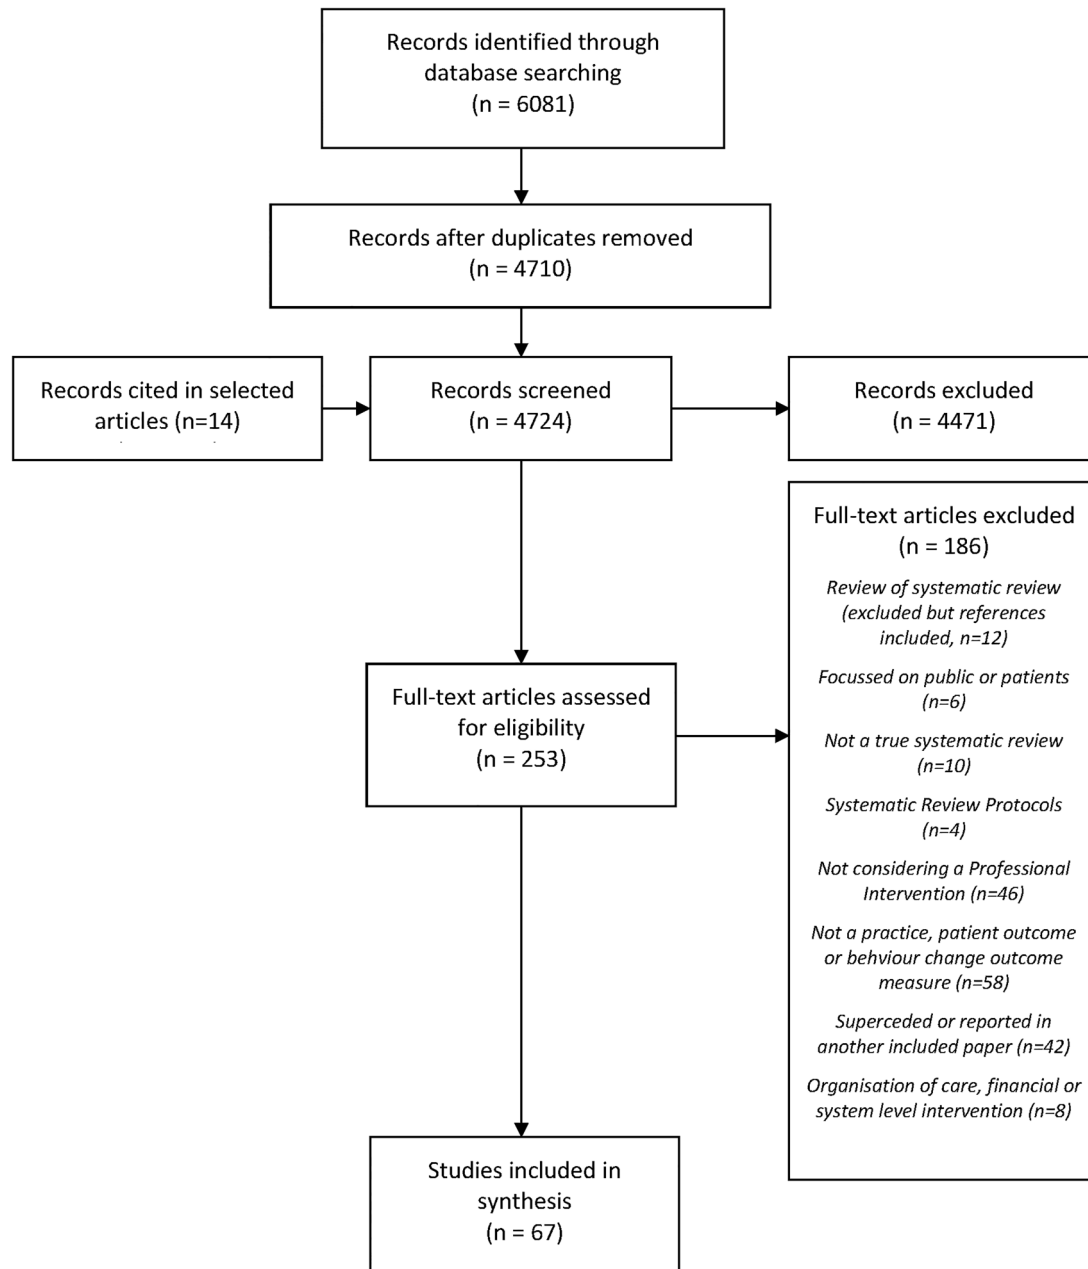 Records identified through
database searching
(n = 6081)
Records after duplicates removed
(n = 4710)
Records cited in selected
articles (n=14)
Records screened
(n = 4724)
Records excluded
(n = 4471)
Full-text articles assessed
for eligibility
(n = 253)
Full-text articles excluded
(n = 186)
Review of systematic review
(excluded but references
included, n=12)
Focussed on public or patients
(n=6)
Not a true systematic review
(n=10)
Systematic Review Protocols
(n=4)
Not considering a Professional
Intervention (n=46)
Not a practice, patient outcome
or behviour change outcome
measure (n=58)
Superceded or reported in
another included paper (n=42)
Organisation of care, financial or
system level intervention (n=8)
Studies included in
synthesis
(n = 67)